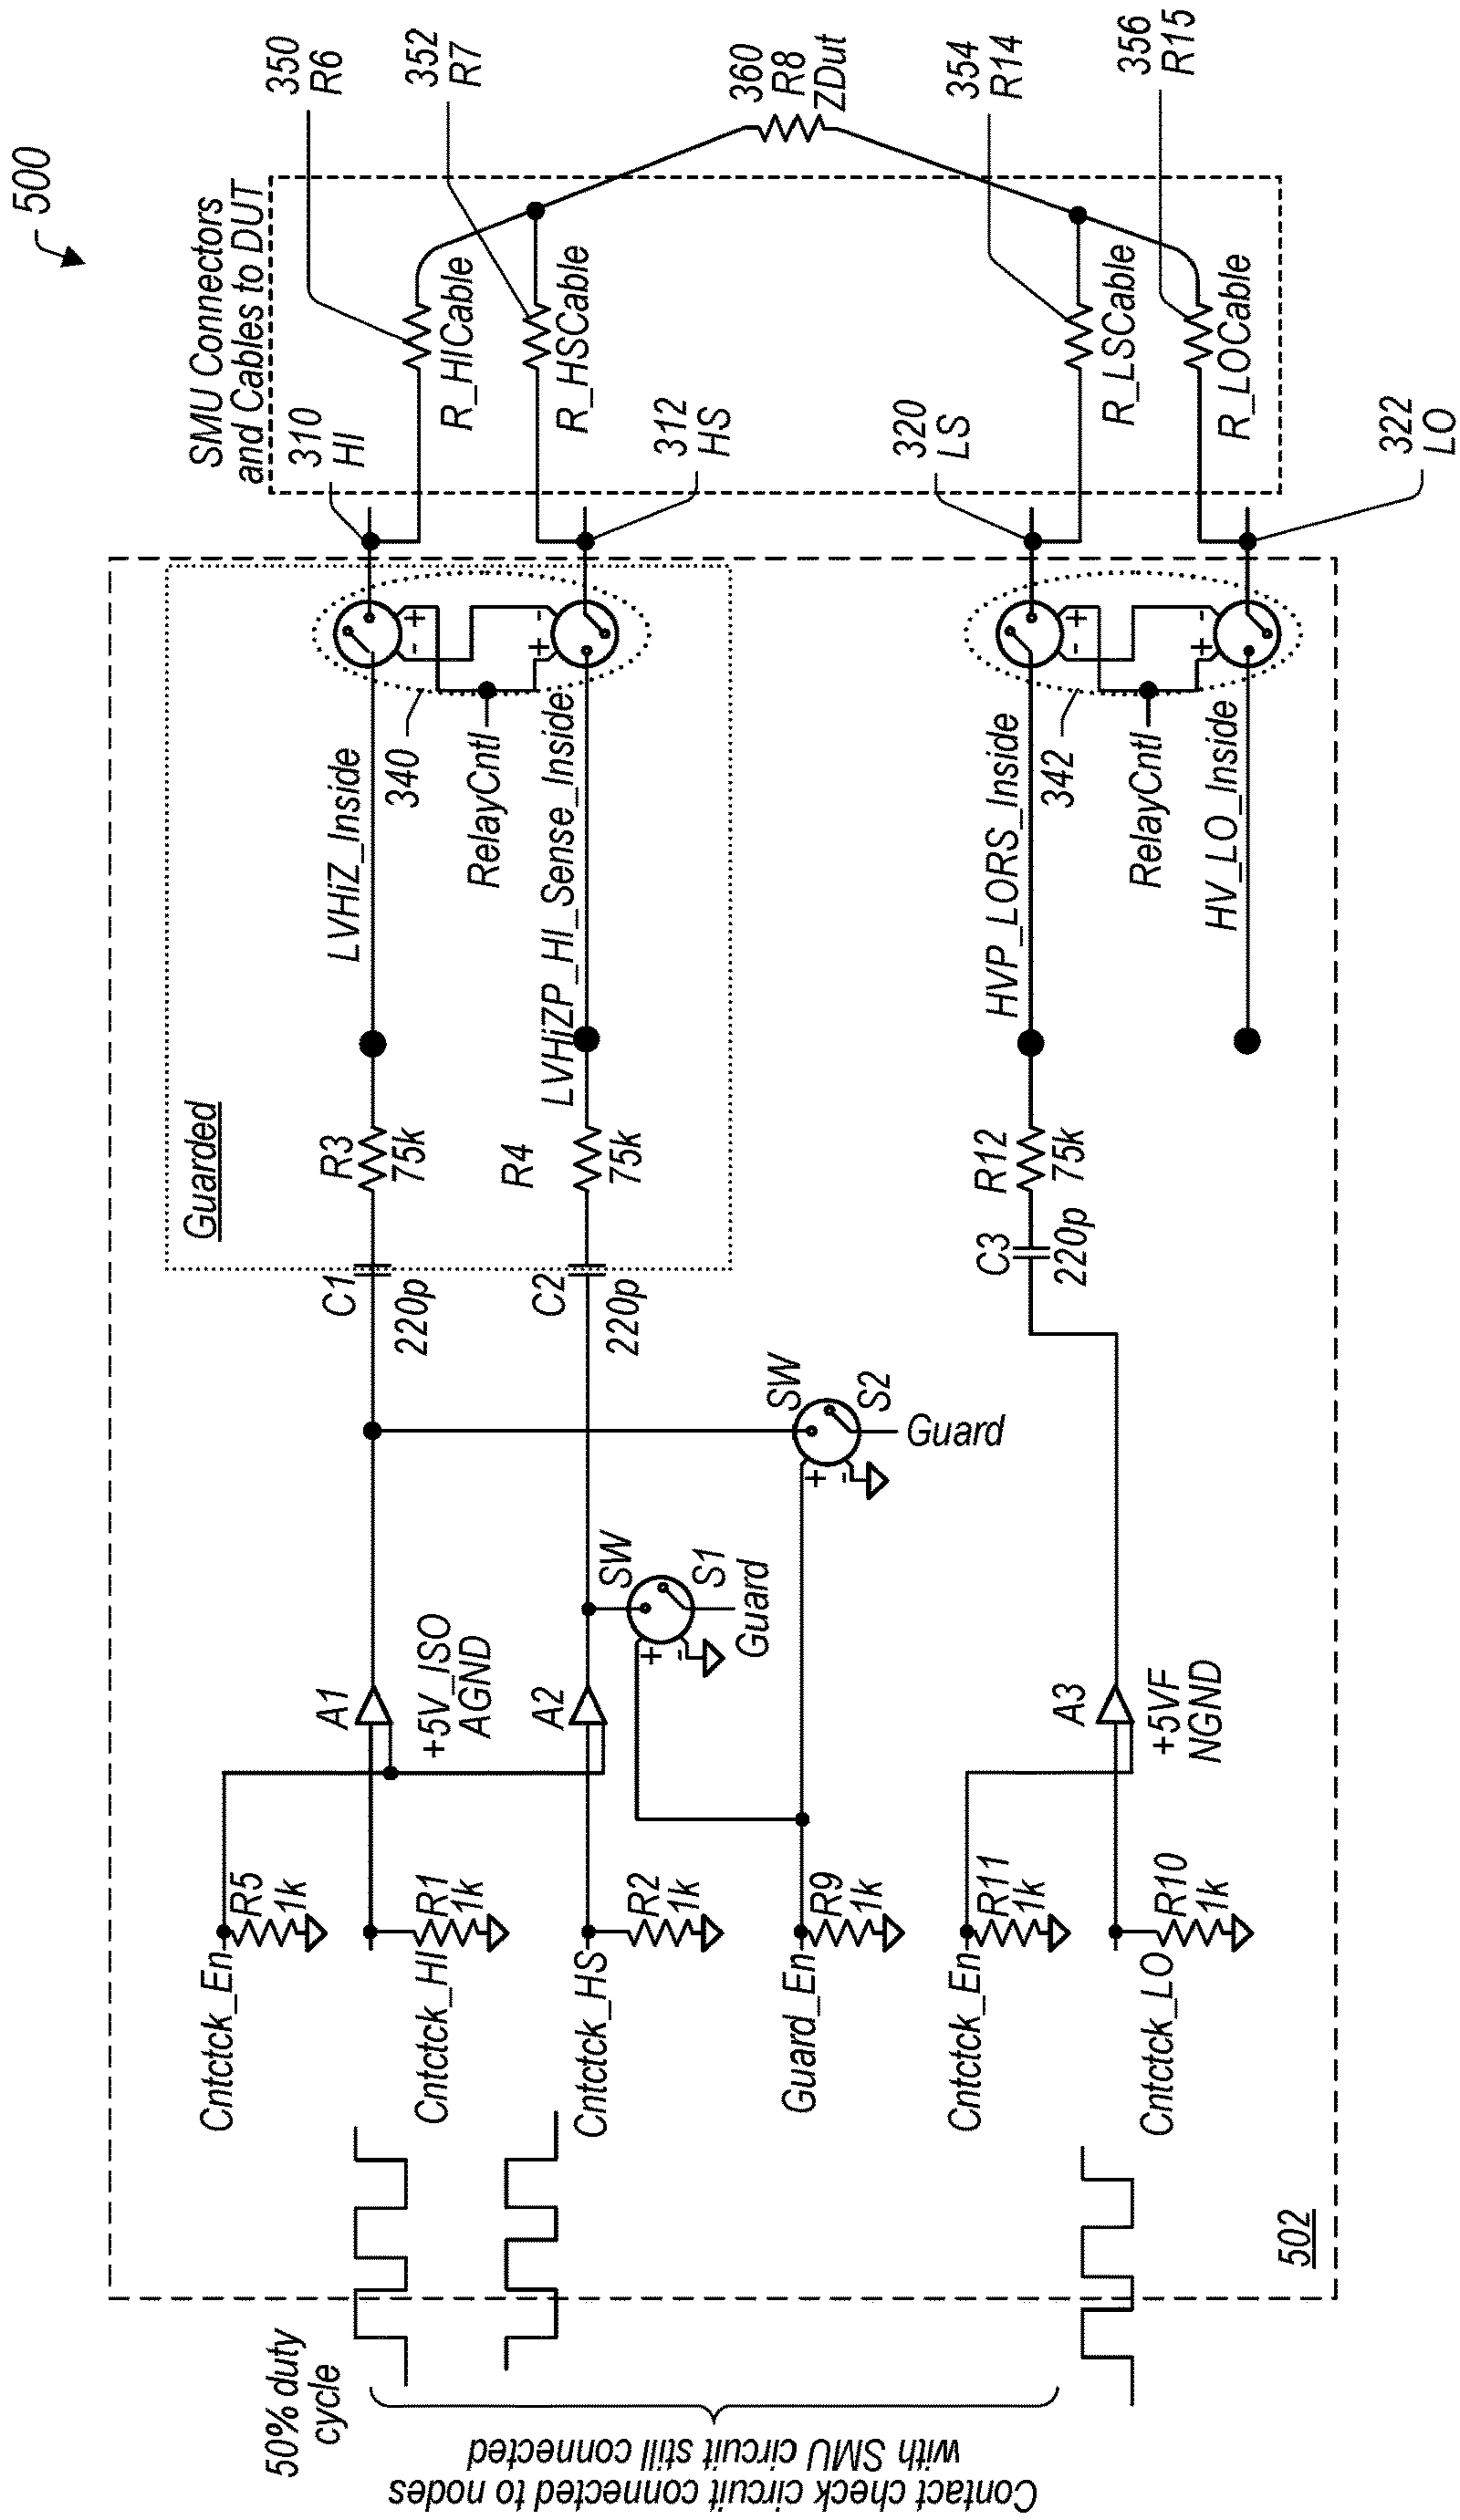 500
SMU Connectors
and Cables to DUT
350
R6
352
R7
360
R8
ZDut
354
R14
356
R15
310
HI
R_HICable
R_HSCable
312
HS
320
LS
R_LSCable
R_LOCable
322
LO
Guarded
LVHiZ_Inside
340
+
-
-
+
RelayCntl
LVHiZP_HI_Sense_Inside
HVP_LORS_Inside
342
+
-
-
+
RelayCntl
HV_LO_Inside
R3
75k
R4
75k
R12
75k
C1
220p
C2
220p
C3
220p
SW
S2
+
-
Guard
SW
S1
+
-
Guard
A1
+5V_ISO
AGND
A2
A3
+5VF
NGND
R5
1k
R1
1k
R2
1k
R9
1k
R11
1k
R10
1k
Cntctck_En
Cntctck_HI
Cntctck_HS
Guard_En
Cntctck_En
Cntctck_LO
50% duty
cycle
502
Contact check circuit connected to nodes
with SMU circuit still connected